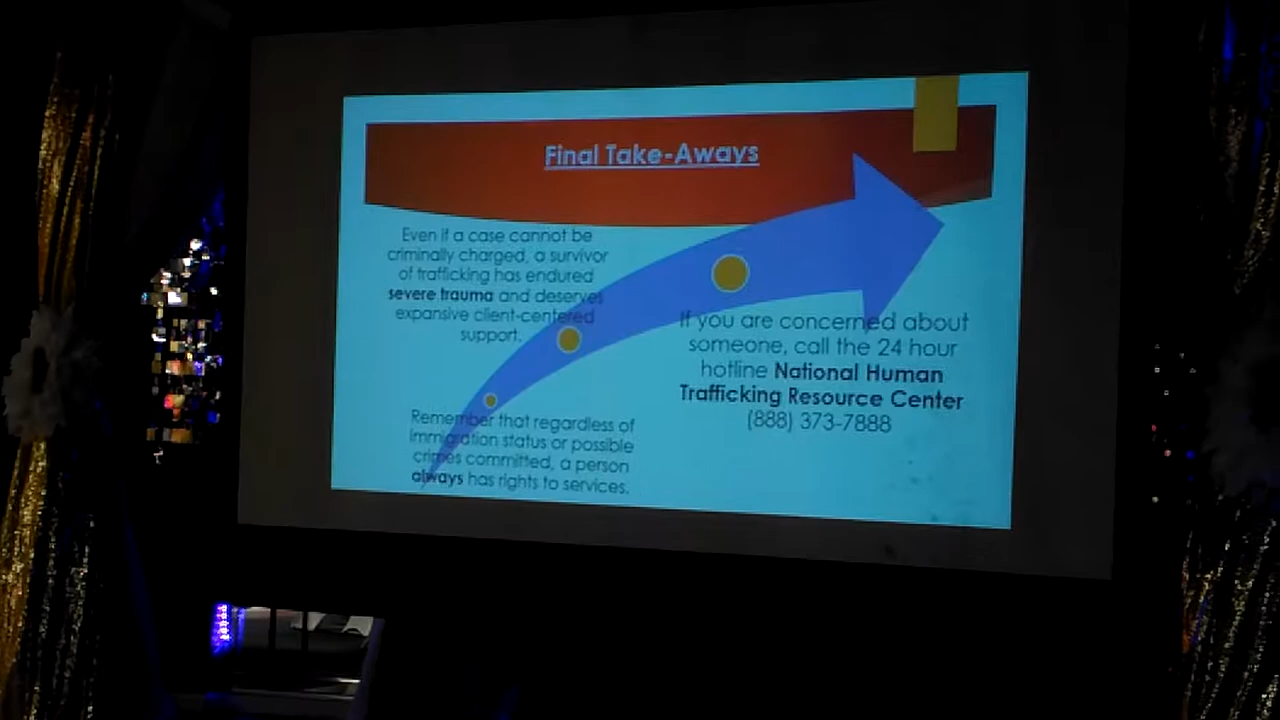 Final Take-Aways
Even if a case cannot be
criminally charged, a survivor
of trafficking has endured
severe trauma and deserves
expansive client-centered
support.
Remember that regardless of
immigration status or possible
crimes committed, a person
always has rights to services.
If you are concerned about
someone, call the 24 hour
hotline National Human
Trafficking Resource Center
(888) 373-7888